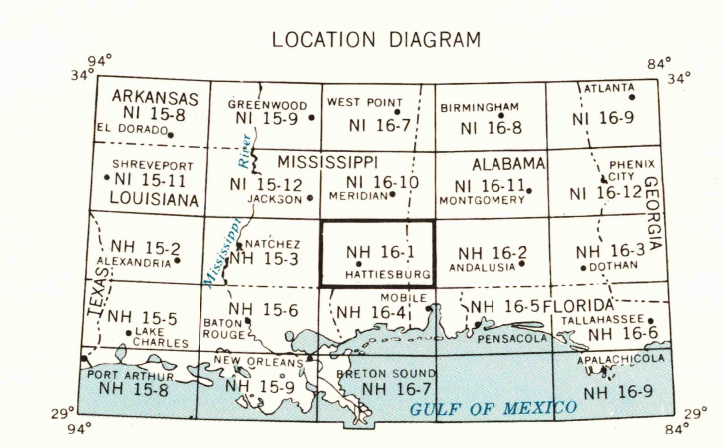 LOCATION DIAGRAM
94°
84°
34°
34°
ARKANSAS
NI 15-8
EL DORADO
GREENWOOD
NI 15-9
WEST POINT
NI 16-7
BIRMINGHAM
NI 16-8
ATLANTA
NI 16-9
River
MISSISSIPPI
ALABAMA
SHREVEPORT
NI 15-11
LOUISIANA
NI 15-12
JACKSON
NI 16-10
MERIDIAN
NI 16-11
MONTGOMERY
PHENIX
CITY
NI 16-12
GEORGIA
Mississippi
NH 15-2
ALEXANDRIA
NATCHEZ
NH 15-3
NH 16-1
HATTIESBURG
NH 16-2
ANDALUSIA
NH 16-3
DOTHAN
TEXAS
NH 15-5
LAKE
CHARLES
NH 15-6
BATON
ROUGE
MOBILE
NH 16-4
NH 16-5
PENSACOLA
FLORIDA
TALLAHASSEE
NH 16-6
PORT ARTHUR
NH 15-8
NEW ORLEANS
NH 15-9
BRETON SOUND
NH 16-7
APALACHICOLA
NH 16-9
GULF OF MEXICO
29°
29°
94°
84°